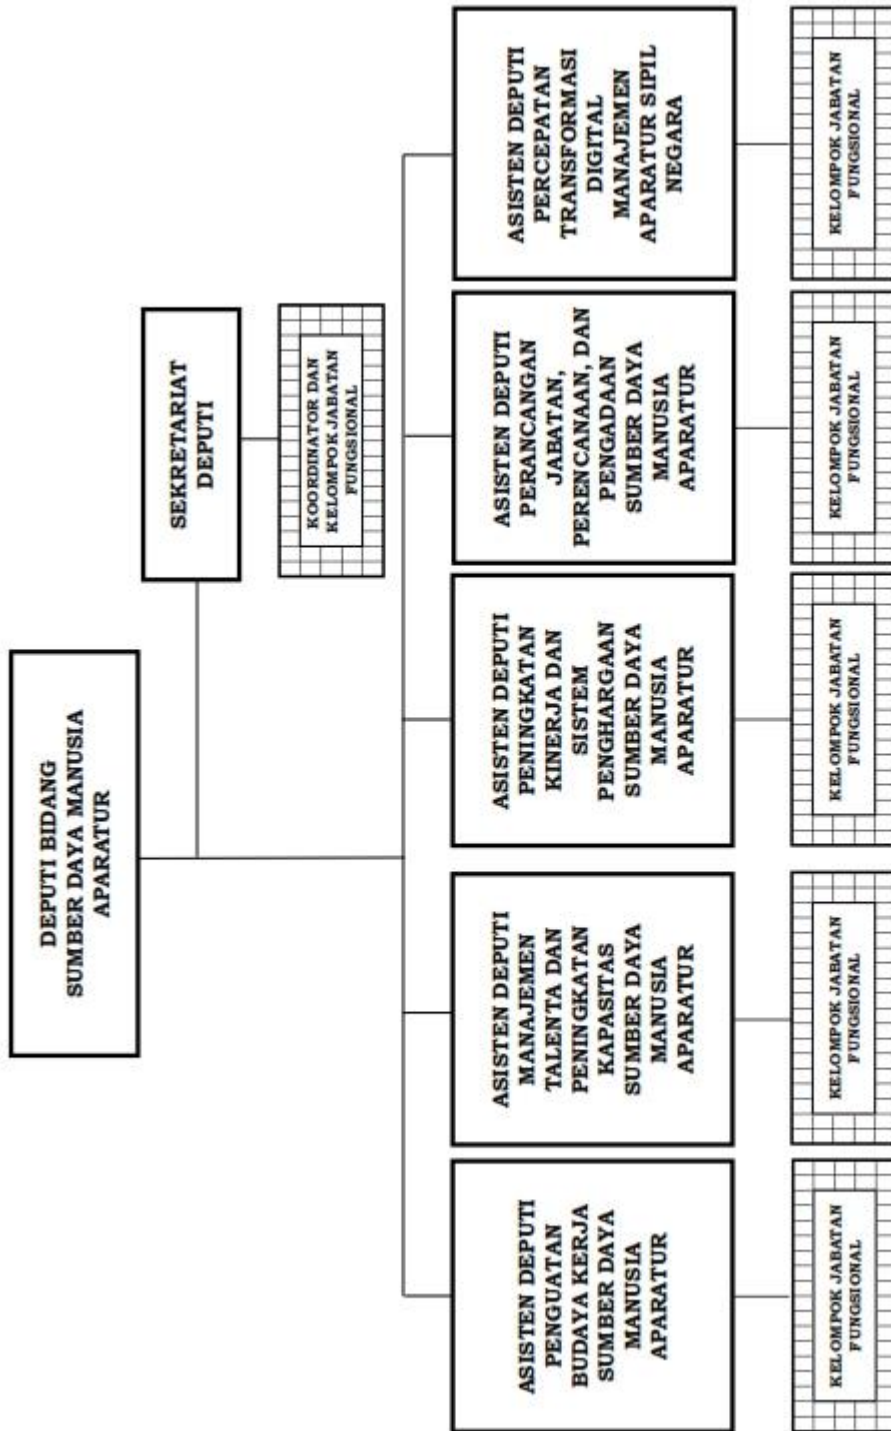 DEPUTI BIDANG
SUMBER DAYA MANUSIA
APARATUR
SEKRETARIAT
DEPUTI
KOORDINATOR DAN
KELOMPOK JABATAN
FUNGSIONAL
ASISTEN DEPUTI
PENGUATAN
BUDAYA KERJA
SUMBER DAYA
MANUSIA
APARATUR
ASISTEN DEPUTI
MANAJEMEN
TALENTA DAN
PENINGKATAN
KAPASITAS
SUMBER DAYA
MANUSIA
APARATUR
ASISTEN DEPUTI
PENINGKATAN
KINERJA DAN
SISTEM
PENGHARGAAN
SUMBER DAYA
MANUSIA
APARATUR
ASISTEN DEPUTI
PERANCANGAN
JABATAN,
PERENCANAAN, DAN
PENGADAAN
SUMBER DAYA
MANUSIA
APARATUR
ASISTEN DEPUTI
PERCEPATAN
TRANSFORMASI
DIGITAL
MANAJEMEN
APARATUR SIPIL
NEGARA
KELOMPOK JABATAN
FUNGSIONAL
KELOMPOK JABATAN
FUNGSIONAL
KELOMPOK JABATAN
FUNGSIONAL
KELOMPOK JABATAN
FUNGSIONAL
KELOMPOK JABATAN
FUNGSIONAL